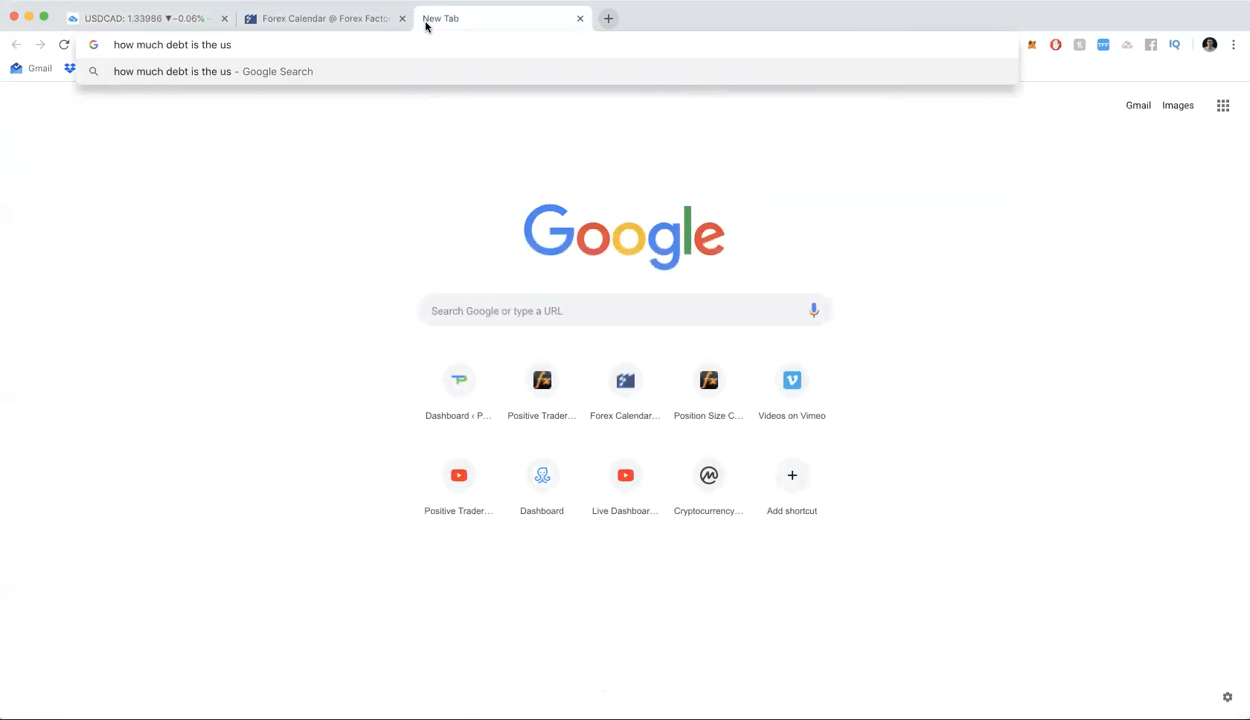 USDCAD: 1.33986 ▼−0.06%
Forex Calendar @ Forex Facto
New Tab
how much debt is the us
Gmail
how much debt is the us - Google Search
Gmail Images
Google
Search Google or type a URL
Dashboard ‹ P... Positive Trader... Forex Calendar... Position Size C... Videos on Vimeo
Positive Trader... Dashboard Live Dashboar... Cryptocurrency... Add shortcut